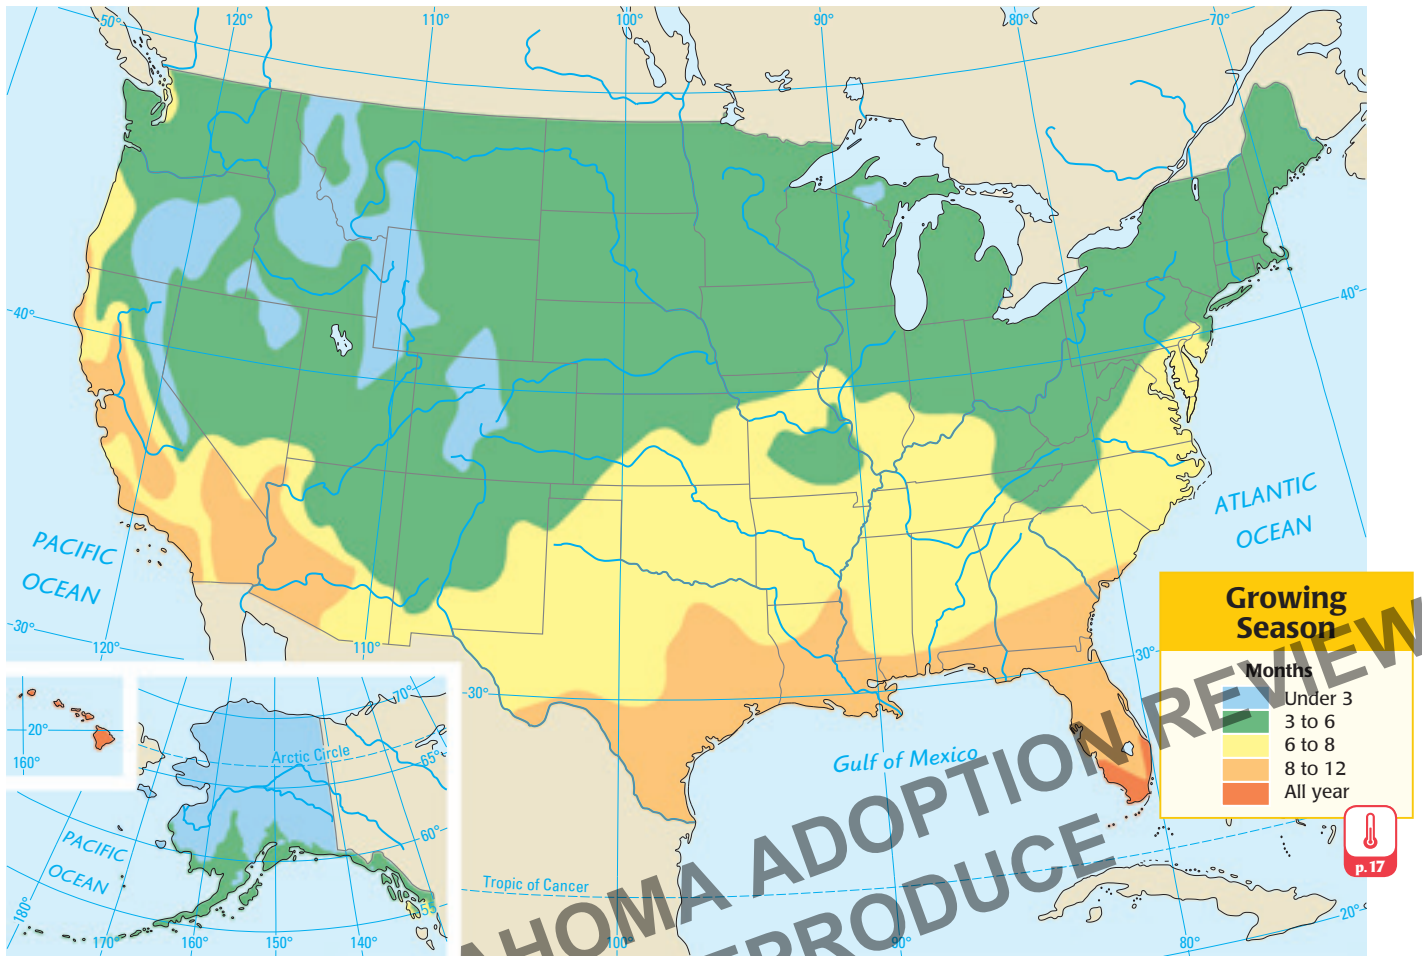 50°
120°
110°
100°
90°
80°
70°
40°
40°
PACIFIC
OCEAN
ATLANTIC
OCEAN
30°
120°
110°
30°
30°
Gulf of Mexico
Tropic of Cancer
100°
90°
80°
20°
20°
160°
Arctic Circle
70°
65°
60°
55°
PACIFIC
OCEAN
180°
170°
160°
150°
140°
Growing
Season
Months
Under 3
3 to 6
6 to 8
8 to 12
All year
p. 17
AHOMA ADOPTION REVIEW
EPRODUCE